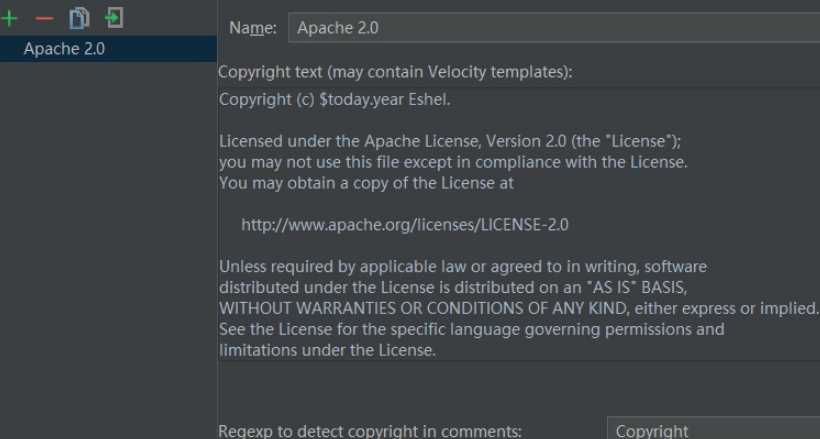 Apache 2.0
Name: Apache 2.0
Copyright text (may contain Velocity templates):
Copyright (c) $today.year Eshel.
Licensed under the Apache License, Version 2.0 (the "License");
you may not use this file except in compliance with the License.
You may obtain a copy of the License at
http://www.apache.org/licenses/LICENSE-2.0
Unless required by applicable law or agreed to in writing, software
distributed under the License is distributed on an "AS IS" BASIS,
WITHOUT WARRANTIES OR CONDITIONS OF ANY KIND, either express or implied.
See the License for the specific language governing permissions and
limitations under the License.
Regexp to detect copyright in comments: Copyright